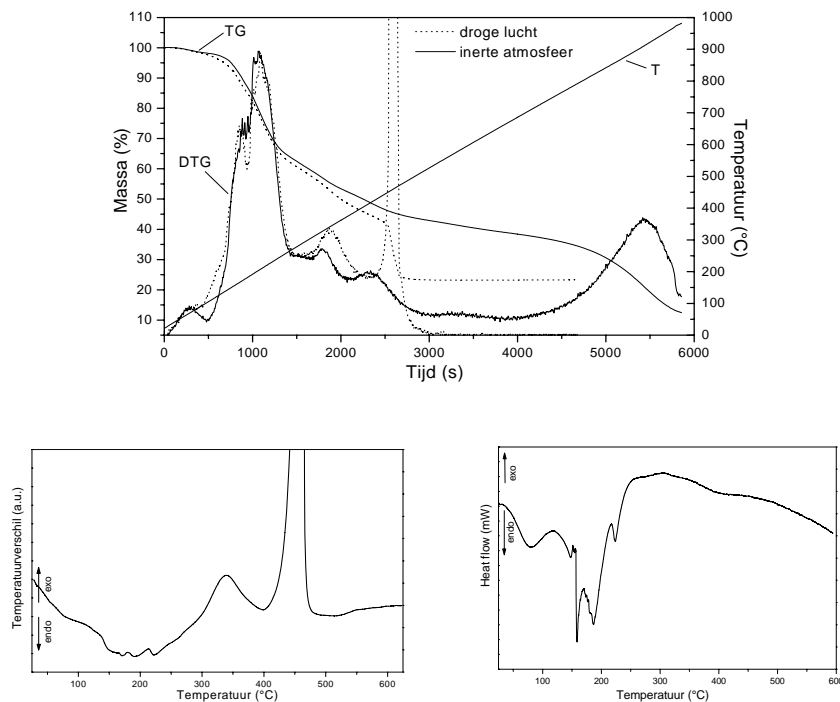 110
100
90
80
70
60
50
40
30
20
10
Massa (%)
TG
DTG
droge lucht
inerte atmosfeer
T
1000
900
800
700
600
500
400
300
200
100
0
Temperatuur (°C)
0 1000 2000 3000 4000 5000 6000
Tijd (s)
Temperatuurverschil (a.u.)
exo
endo
100 200 300 400 500 600
Temperatuur (°C)
Heat flow (mW)
exo
endo
100 200 300 400 500 600
Temperatuur (°C)